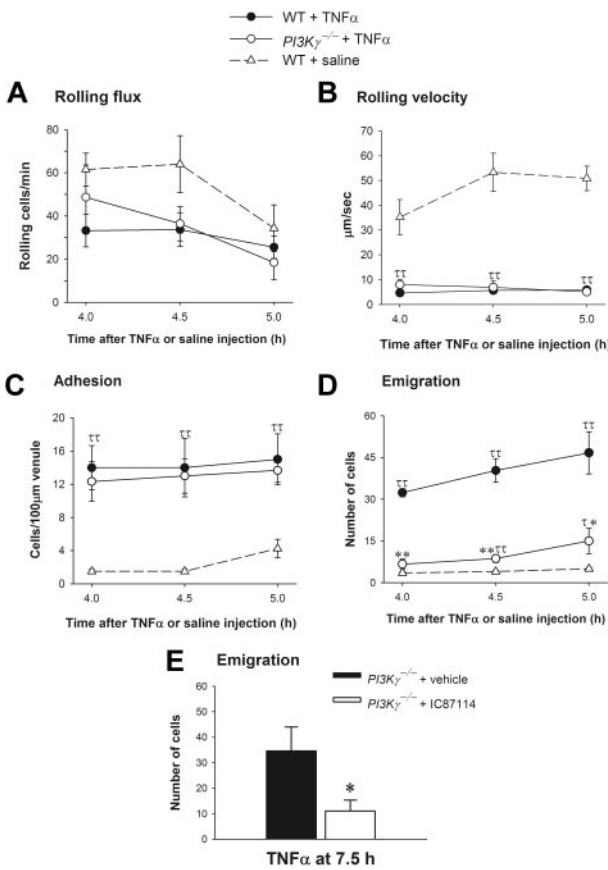 WT + TNFα
PI3Kγ−/− + TNFα
WT + saline
A Rolling flux
Rolling cells/min
80
60
40
20
0
4.0 4.5 5.0
Time after TNFα or saline injection (h)
B Rolling velocity
μm/sec
70
60
50
40
30
20
10
0
ττ ττ ττ
4.0 4.5 5.0
Time after TNFα or saline injection (h)
C Adhesion
Cells/100μm venule
20
16
12
8
4
0
ττ ττ ττ
4.0 4.5 5.0
Time after TNFα or saline injection (h)
D Emigration
Number of cells
60
45
30
15
0
ττ ττ ττ
** **ττ τ*
4.0 4.5 5.0
Time after TNFα or saline injection (h)
E Emigration
PI3Kγ−/− + vehicle
PI3Kγ−/− + IC87114
Number of cells
60
50
40
30
20
10
0
*
TNFα at 7.5 h